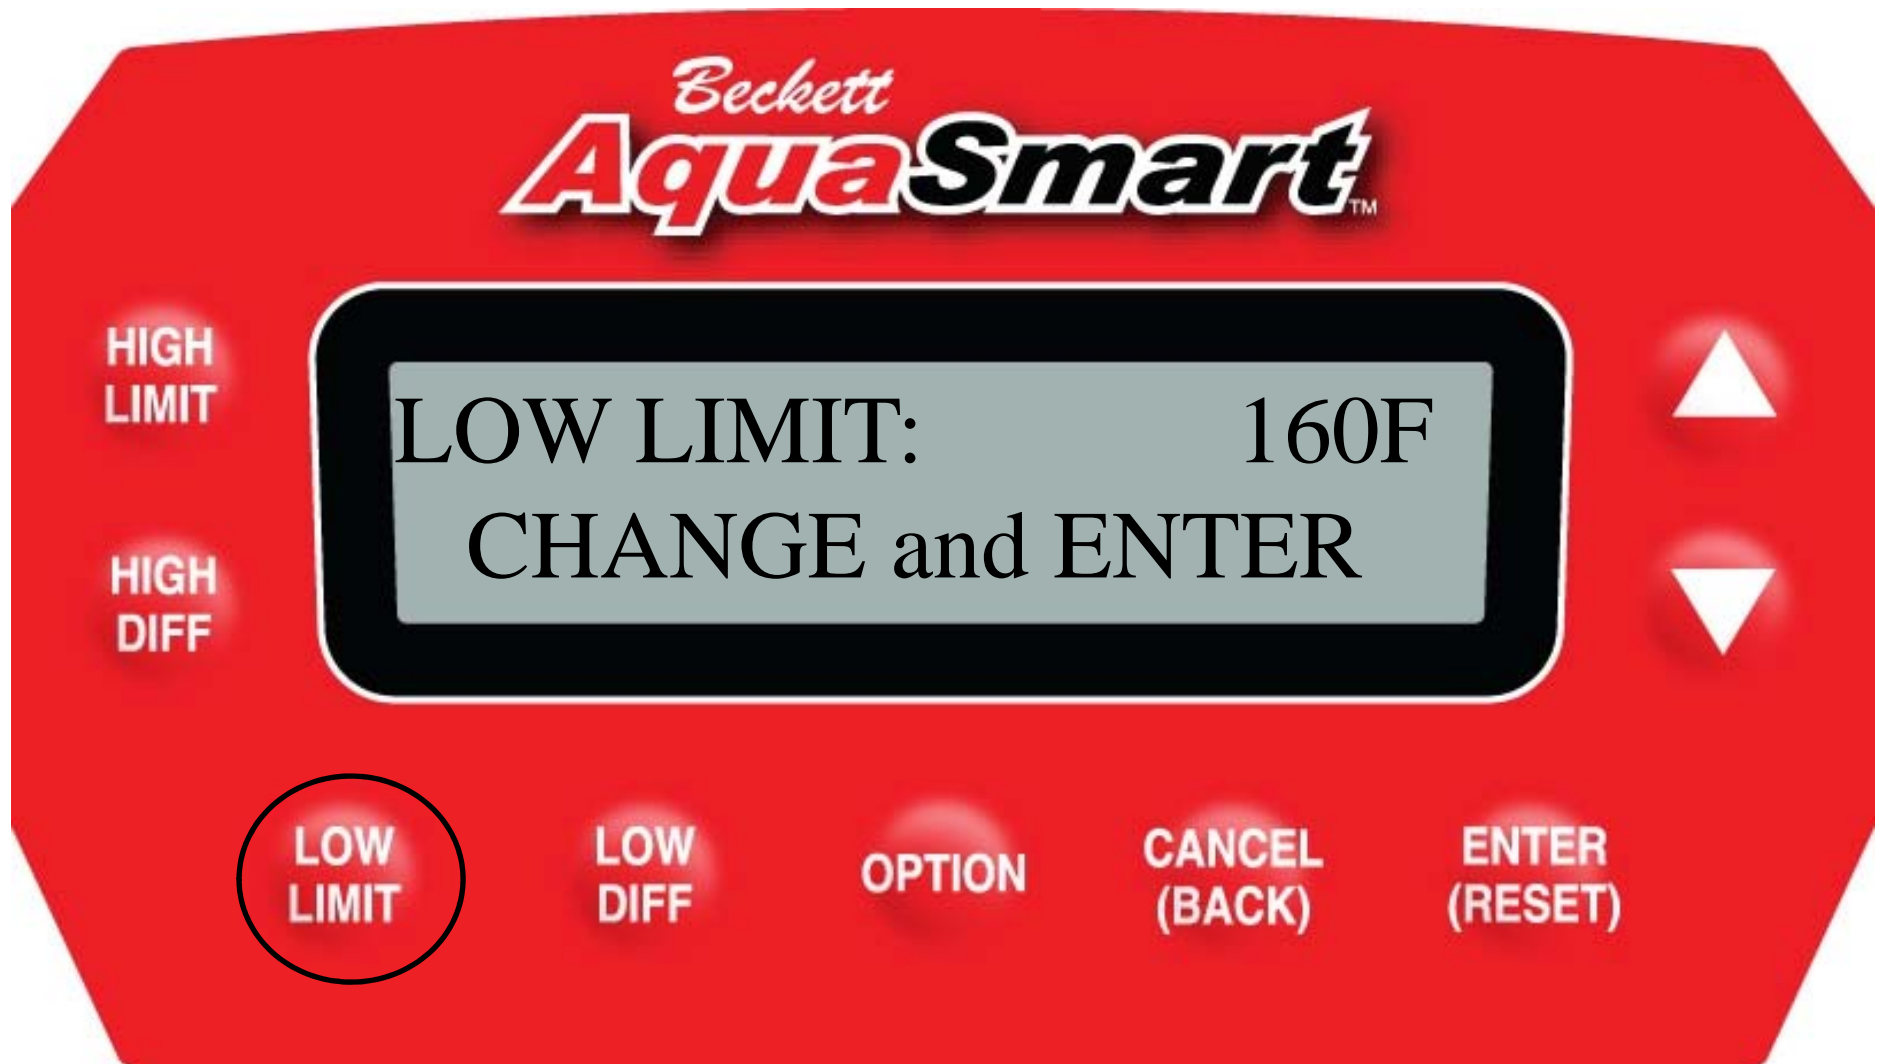 Beckett
AquaSmart™
HIGH
LIMIT
LOW LIMIT: 160F
CHANGE and ENTER
HIGH
DIFF
LOW
LIMIT
LOW
DIFF
OPTION
CANCEL
(BACK)
ENTER
(RESET)